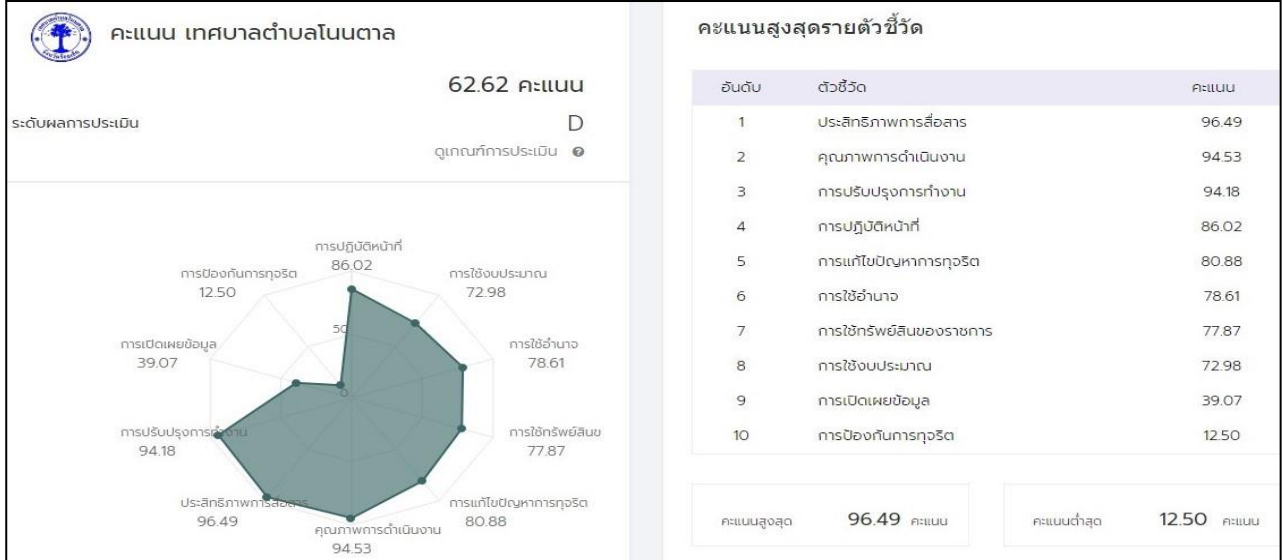 คะแนน เทศบาลตำบลโนนตาล
62.62 คะแนน
ระดับผลการประเมิน D
ดูเกณฑ์การประเมิน
การปฏิบัติหน้าที่
86.02
การป้องกันการทุจริต
12.50
การใช้งบประมาณ
72.98
50
การเปิดเผยข้อมูล
39.07
การใช้อำนาจ
78.61
0
การปรับปรุงการทำงาน
94.18
การใช้ทรัพย์สินข
77.87
ประสิทธิภาพการสื่อสาร
96.49
การแก้ไขปัญหาการทุจริต
80.88
คุณภาพการดำเนินงาน
94.53
คะแนนสูงสุดรายตัวชี้วัด
อันดับ ตัวชี้วัด คะแนน
1 ประสิทธิภาพการสื่อสาร 96.49
2 คุณภาพการดำเนินงาน 94.53
3 การปรับปรุงการทำงาน 94.18
4 การปฏิบัติหน้าที่ 86.02
5 การแก้ไขปัญหาการทุจริต 80.88
6 การใช้อำนาจ 78.61
7 การใช้ทรัพย์สินของราชการ 77.87
8 การใช้งบประมาณ 72.98
9 การเปิดเผยข้อมูล 39.07
10 การป้องกันการทุจริต 12.50
คะแนนสูงสุด 96.49 คะแนน
คะแนนต่ำสุด 12.50 คะแนน